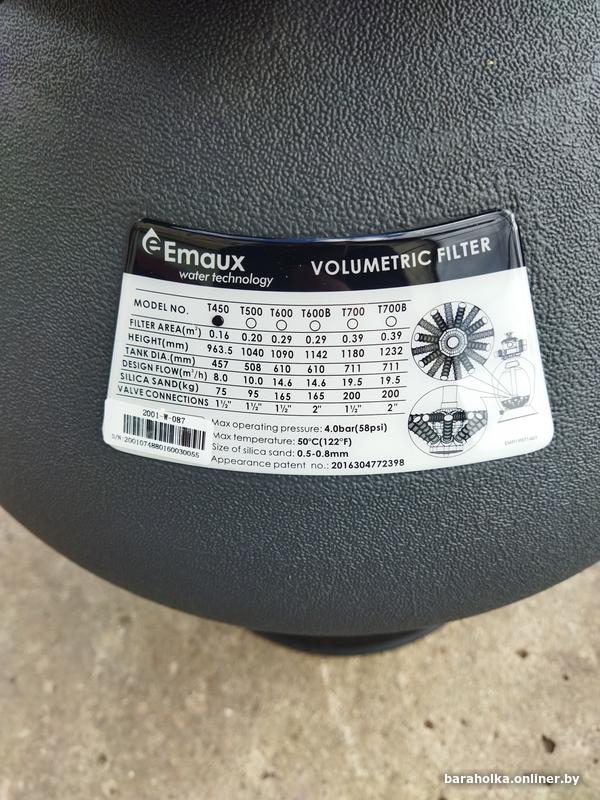 Emaux
water technology
VOLUMETRIC FILTER
MODEL NO. T450 T500 T600 T600B T700 T700B
FILTER AREA(m²) 0.16 0.20 0.29 0.29 0.39 0.39
HEIGHT(mm) 963.5 1040 1090 1142 1180 1232
TANK DIA.(mm) 457 508 610 610 711 711
DESIGN FLOW(m³/h) 8.0 10.0 14.6 14.6 19.5 19.5
SILICA SAND(kg) 75 95 165 165 200 200
VALVE CONNECTIONS 1½" 1½" 1½" 2" 1½" 2"
2001-W-087
S/N:2001074880160030055
Max operating pressure: 4.0bar(58psi)
Max temperature: 50°C(122°F)
Size of silica sand: 0.5-0.8mm
Appearance patent no.: 2016304772398
baraholka.onliner.by